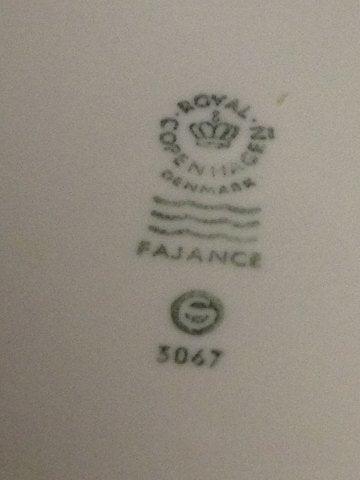 ROYAL COPENHAGEN
DENMARK
FAJANCE
3067